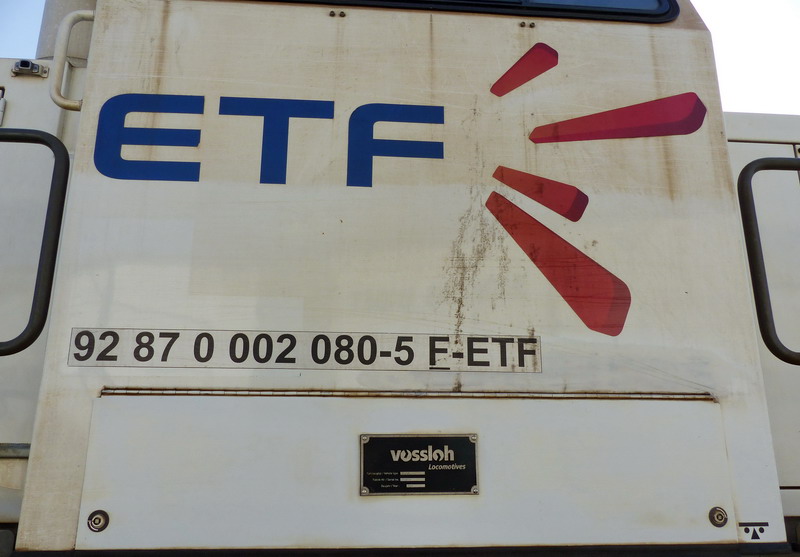 ETF
92 87 0 002 080-5 F-ETF
vossloh
Locomotives